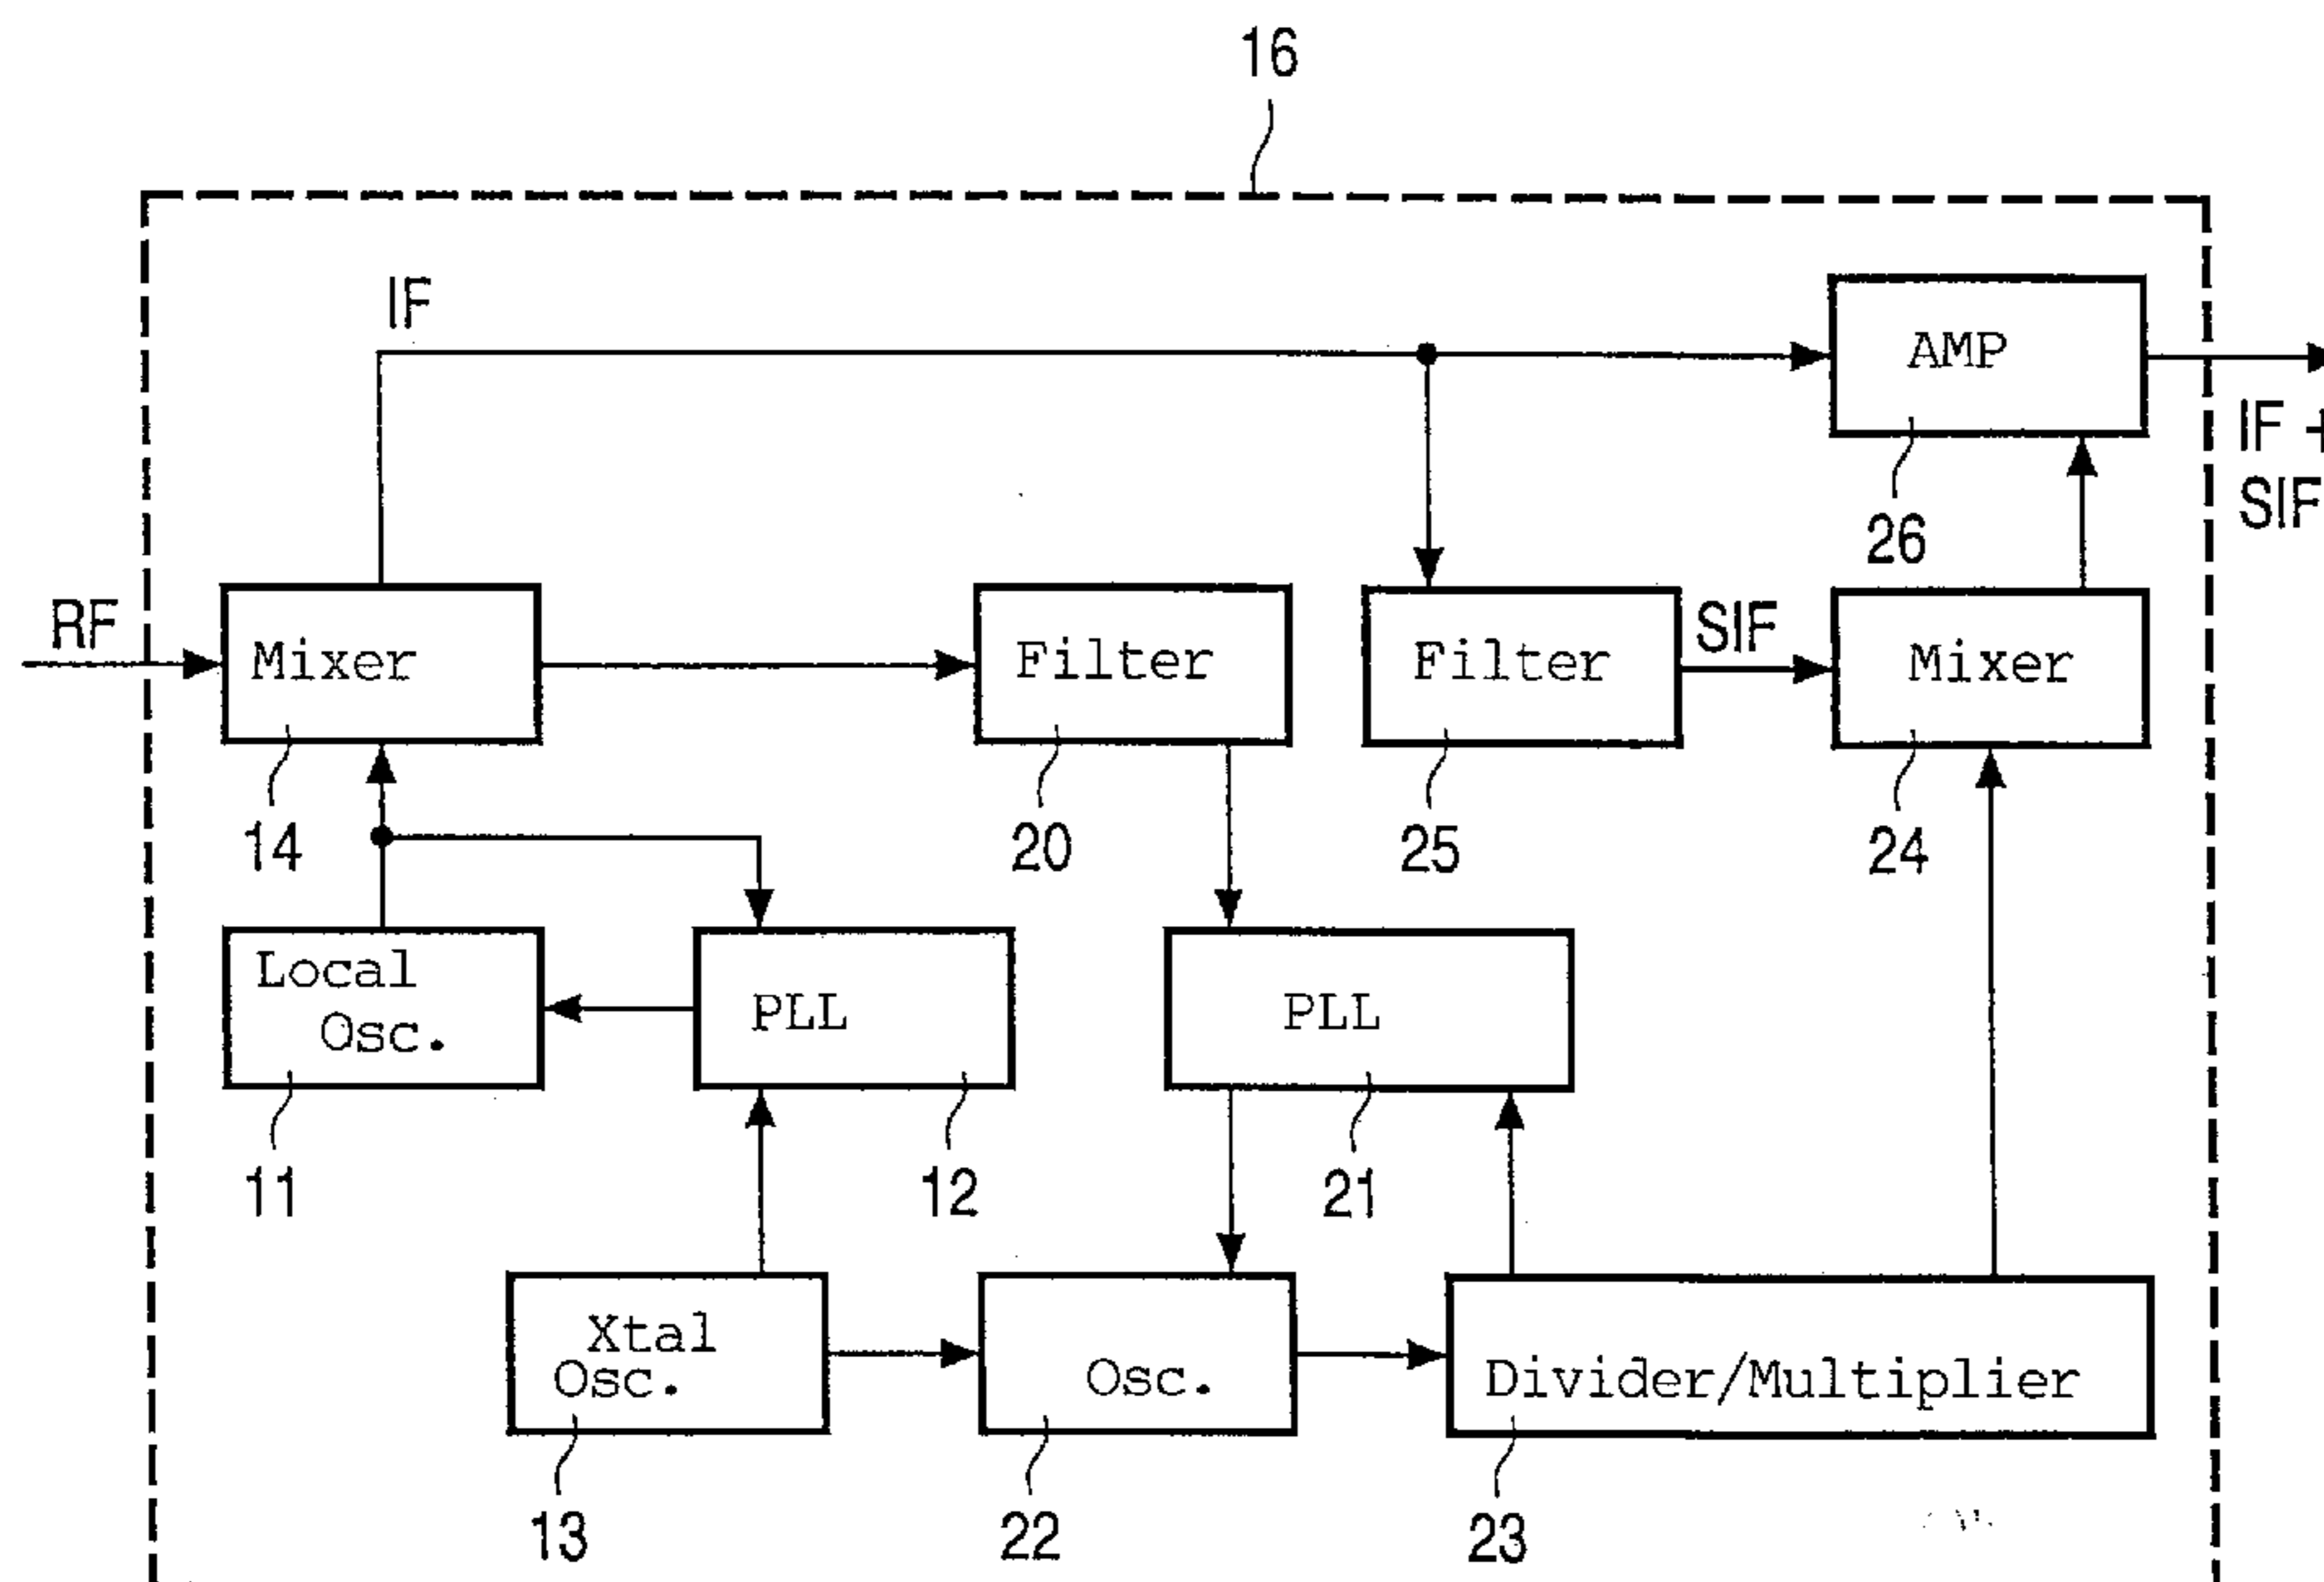 16
IF
AMP
IF +
SIF
26
RF
Mixer
Filter
Filter
SIF
Mixer
14
20
25
24
Local
Osc.
PLL
PLL
11
12
21
Xtal
Osc.
Osc.
Divider/Multiplier
13
22
23